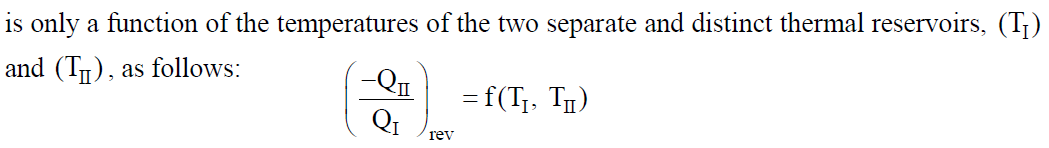 is only a function of the temperatures of the two separate and distinct thermal reservoirs, (T_I)
and (T_II), as follows:
(−Q_II / Q_I)_rev = f(T_I, T_II)